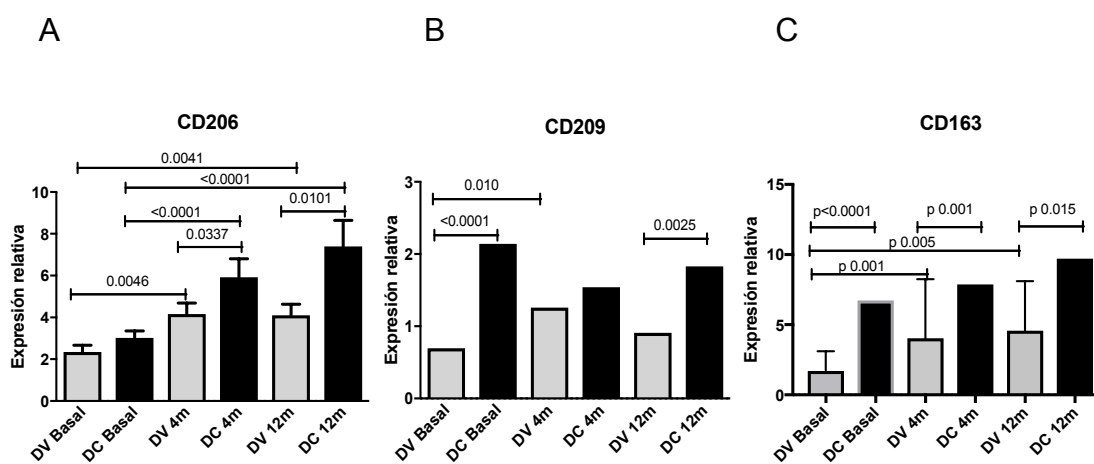 A
B
C
CD206
CD209
CD163
0.0041
<0.0001
0.0101
<0.0001
0.0337
0.0046
Expresión relativa
10
8
6
4
2
0
DV Basal
DC Basal
DV 4m
DC 4m
DV 12m
DC 12m
0.010
<0.0001
0.0025
Expresión relativa
3
2
1
0
DV Basal
DC Basal
DV 4m
DC 4m
DV 12m
DC 12m
p<0.0001
p 0.001
p 0.015
p 0.005
p 0.001
Expresión relativa
15
10
5
0
DV Basal
DC Basal
DV 4m
DC 4m
DV 12m
DC 12m